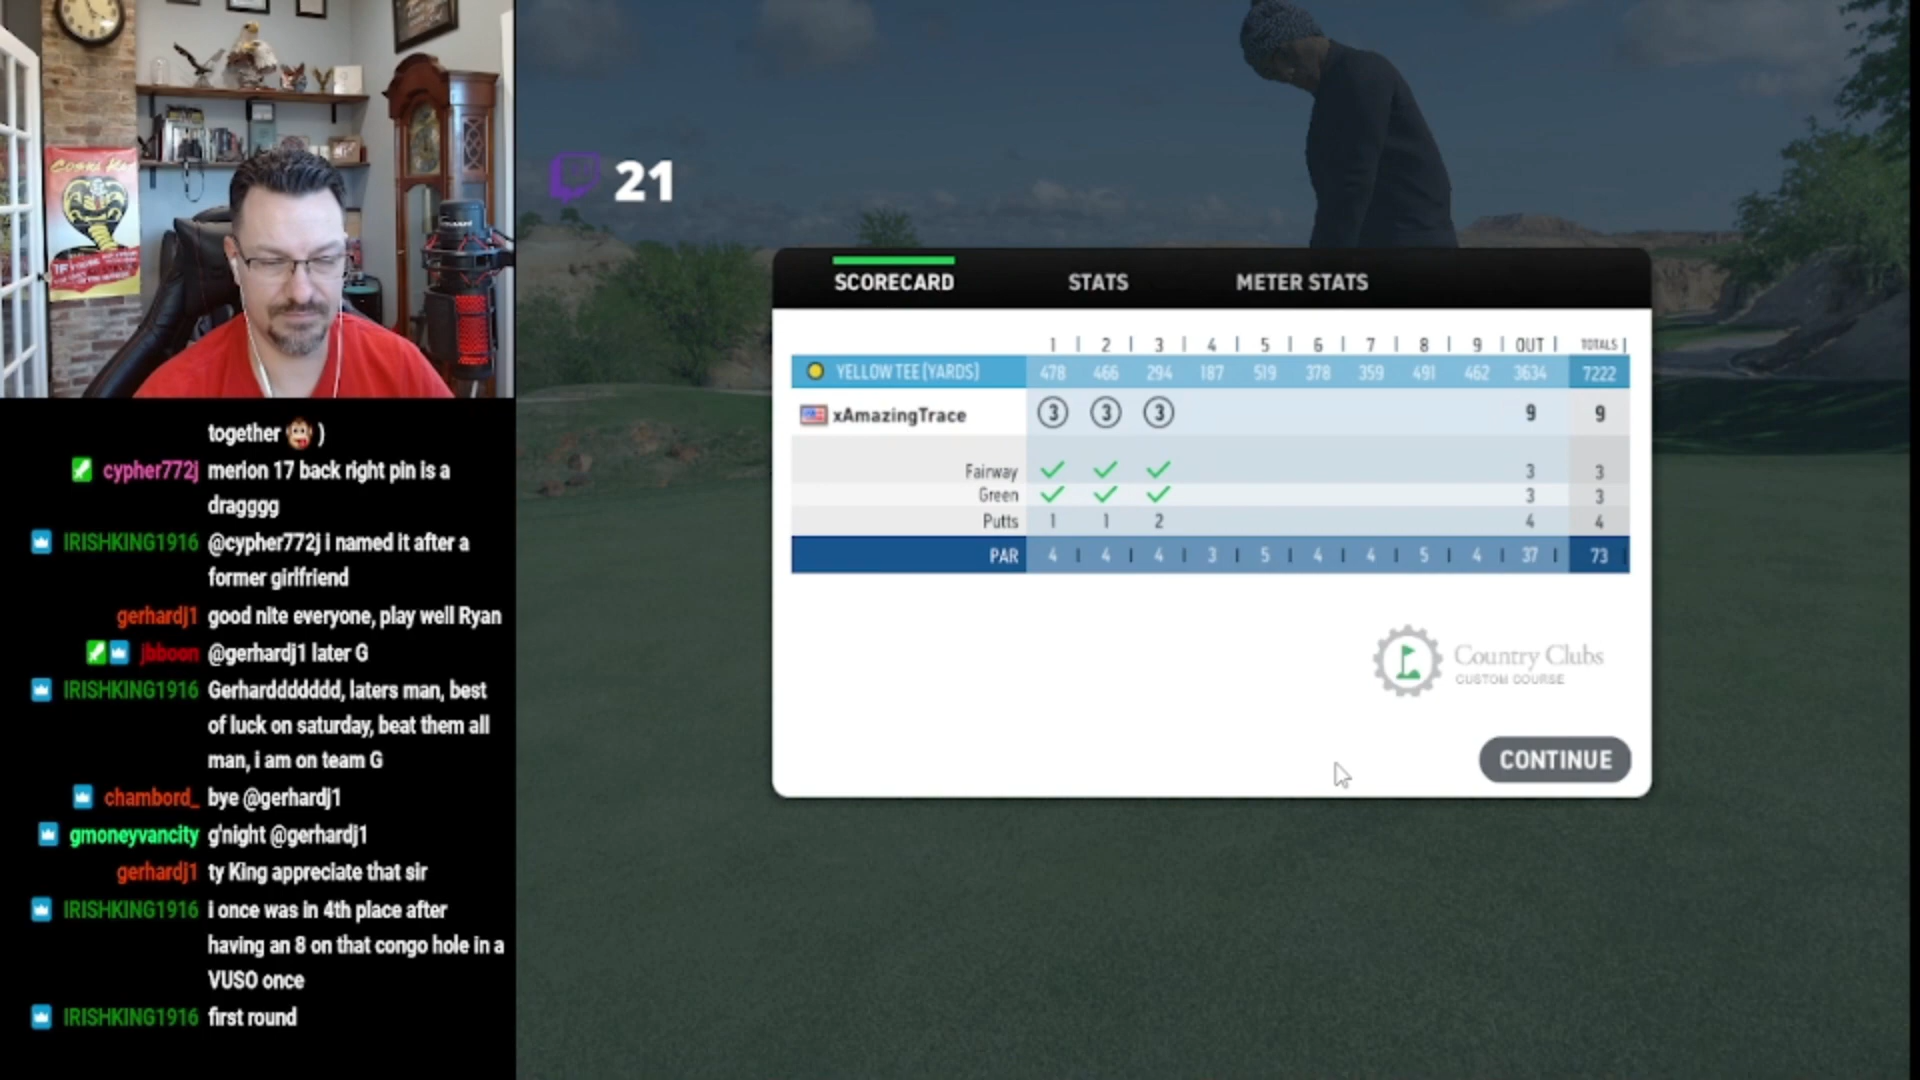 COBRA KAI
IF YOU
21
together )
cypher772j merion 17 back right pin is a
dragggg
IRISHKING1916 @cypher772j i named it after a
former girlfriend
gerhardj1 good nite everyone, play well Ryan
jbboon @gerhardj1 later G
IRISHKING1916 Gerharddddddd, laters man, best
of luck on saturday, beat them all
man, i am on team G
chambord_ bye @gerhardj1
gmoneyvancity g'night @gerhardj1
gerhardj1 ty King appreciate that sir
IRISHKING1916 i once was in 4th place after
having an 8 on that congo hole in a
VUSO once
IRISHKING1916 first round
SCORECARD STATS METER STATS
1 | 2 | 3 | 4 | 5 | 6 | 7 | 8 | 9 | OUT | TOTALS |
YELLOW TEE (YARDS) 478 466 294 187 519 378 359 491 462 3634 7222
xAmazingTrace 3 3 3 9 9
Fairway 3 3
Green 3 3
Putts 1 1 2 4 4
PAR 4 | 4 | 4 | 3 | 5 | 4 | 4 | 5 | 4 | 37 | 73
Country Clubs
CUSTOM COURSE
CONTINUE